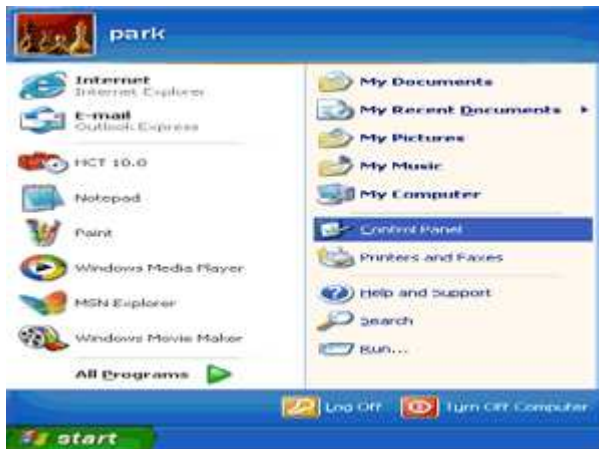 park
Internet
Internet Explorer
E-mail
Outlook Express
HCT 10.0
Notepad
Paint
Windows Media Player
MSN Explorer
Windows Movie Maker
All Programs
My Documents
My Recent Documents
My Pictures
My Music
My Computer
Control Panel
Printers and Faxes
Help and Support
Search
Run...
Log Off
Turn Off Computer
start